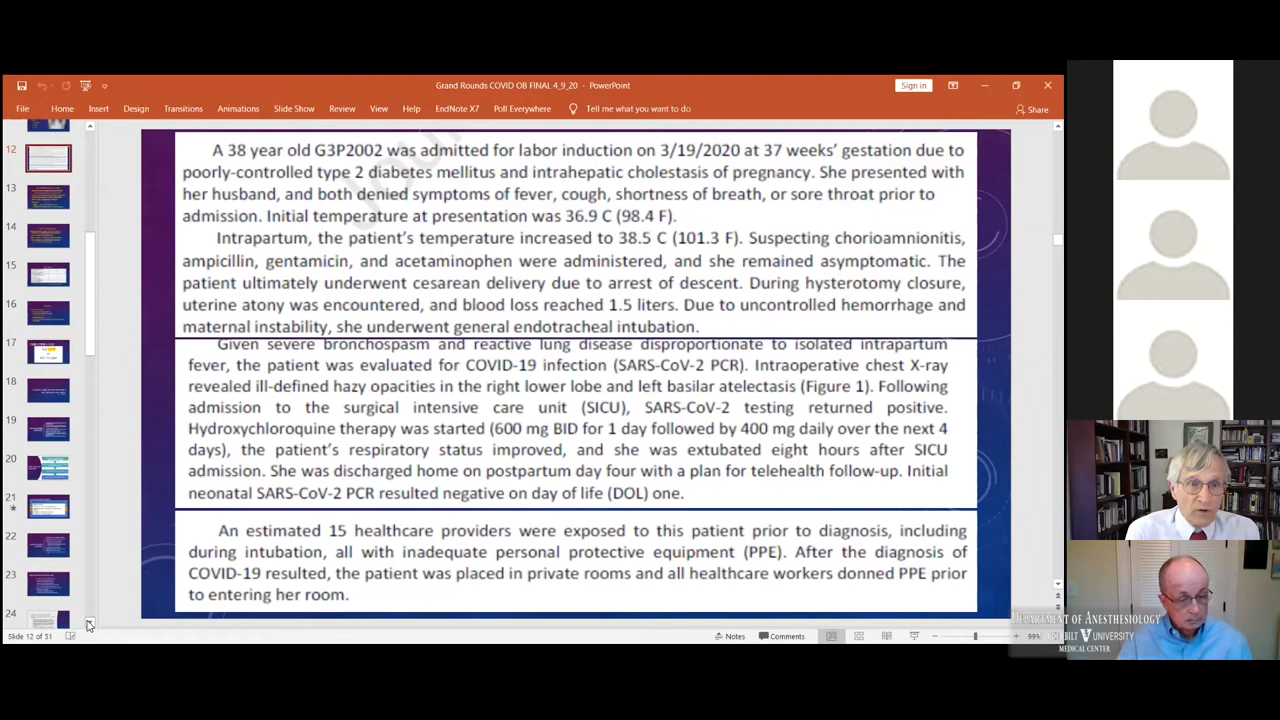 Grand Rounds COVID OB FINAL 4_9_20 - PowerPoint
Sign in
File Home Insert Design Transitions Animations Slide Show Review View Help EndNote X7 Poll Everywhere Tell me what you want to do
Share
12
13
14
15
16
17
18
19
20
21
22
23
24
A 38 year old G3P2002 was admitted for labor induction on 3/19/2020 at 37 weeks' gestation due to
poorly-controlled type 2 diabetes mellitus and intrahepatic cholestasis of pregnancy. She presented with
her husband, and both denied symptoms of fever, cough, shortness of breath, or sore throat prior to
admission. Initial temperature at presentation was 36.9 C (98.4 F).
Intrapartum, the patient's temperature increased to 38.5 C (101.3 F). Suspecting chorioamnionitis,
ampicillin, gentamicin, and acetaminophen were administered, and she remained asymptomatic. The
patient ultimately underwent cesarean delivery due to arrest of descent. During hysterotomy closure,
uterine atony was encountered, and blood loss reached 1.5 liters. Due to uncontrolled hemorrhage and
maternal instability, she underwent general endotracheal intubation.
Given severe bronchospasm and reactive lung disease disproportionate to isolated intrapartum
fever, the patient was evaluated for COVID-19 infection (SARS-CoV-2 PCR). Intraoperative chest X-ray
revealed ill-defined hazy opacities in the right lower lobe and left basilar atelectasis (Figure 1). Following
admission to the surgical intensive care unit (SICU), SARS-CoV-2 testing returned positive.
Hydroxychloroquine therapy was started (600 mg BID for 1 day followed by 400 mg daily over the next 4
days), the patient's respiratory status improved, and she was extubated eight hours after SICU
admission. She was discharged home on postpartum day four with a plan for telehealth follow-up. Initial
neonatal SARS-CoV-2 PCR resulted negative on day of life (DOL) one.
An estimated 15 healthcare providers were exposed to this patient prior to diagnosis, including
during intubation, all with inadequate personal protective equipment (PPE). After the diagnosis of
COVID-19 resulted, the patient was placed in private rooms and all healthcare workers donned PPE prior
to entering her room.
Slide 12 of 51
Notes Comments
99%
DEPARTMENT OF ANESTHESIOLOGY
BILT UNIVERSITY
MEDICAL CENTER